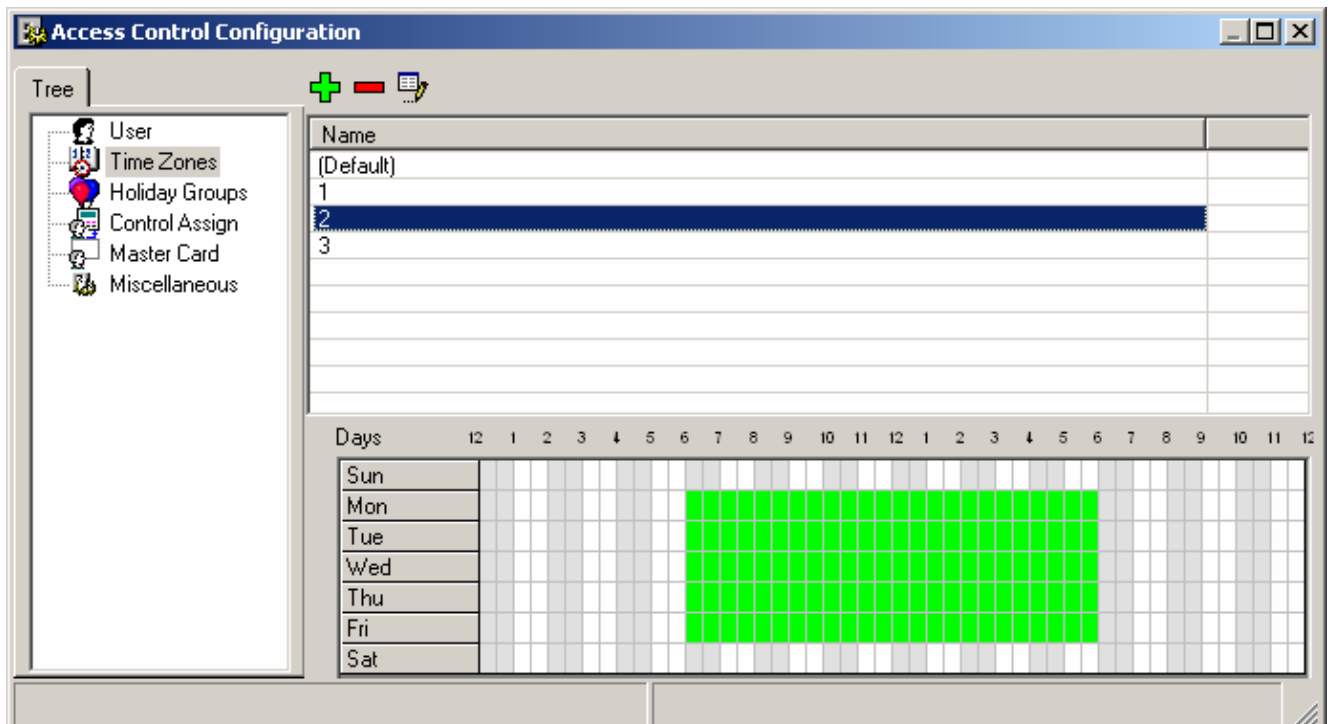 Access Control Configuration
Tree
User
Time Zones
Holiday Groups
Control Assign
Master Card
Miscellaneous
Name
(Default)
1
2
3
Days 12 1 2 3 4 5 6 7 8 9 10 11 12 1 2 3 4 5 6 7 8 9 10 11 12
Sun
Mon
Tue
Wed
Thu
Fri
Sat